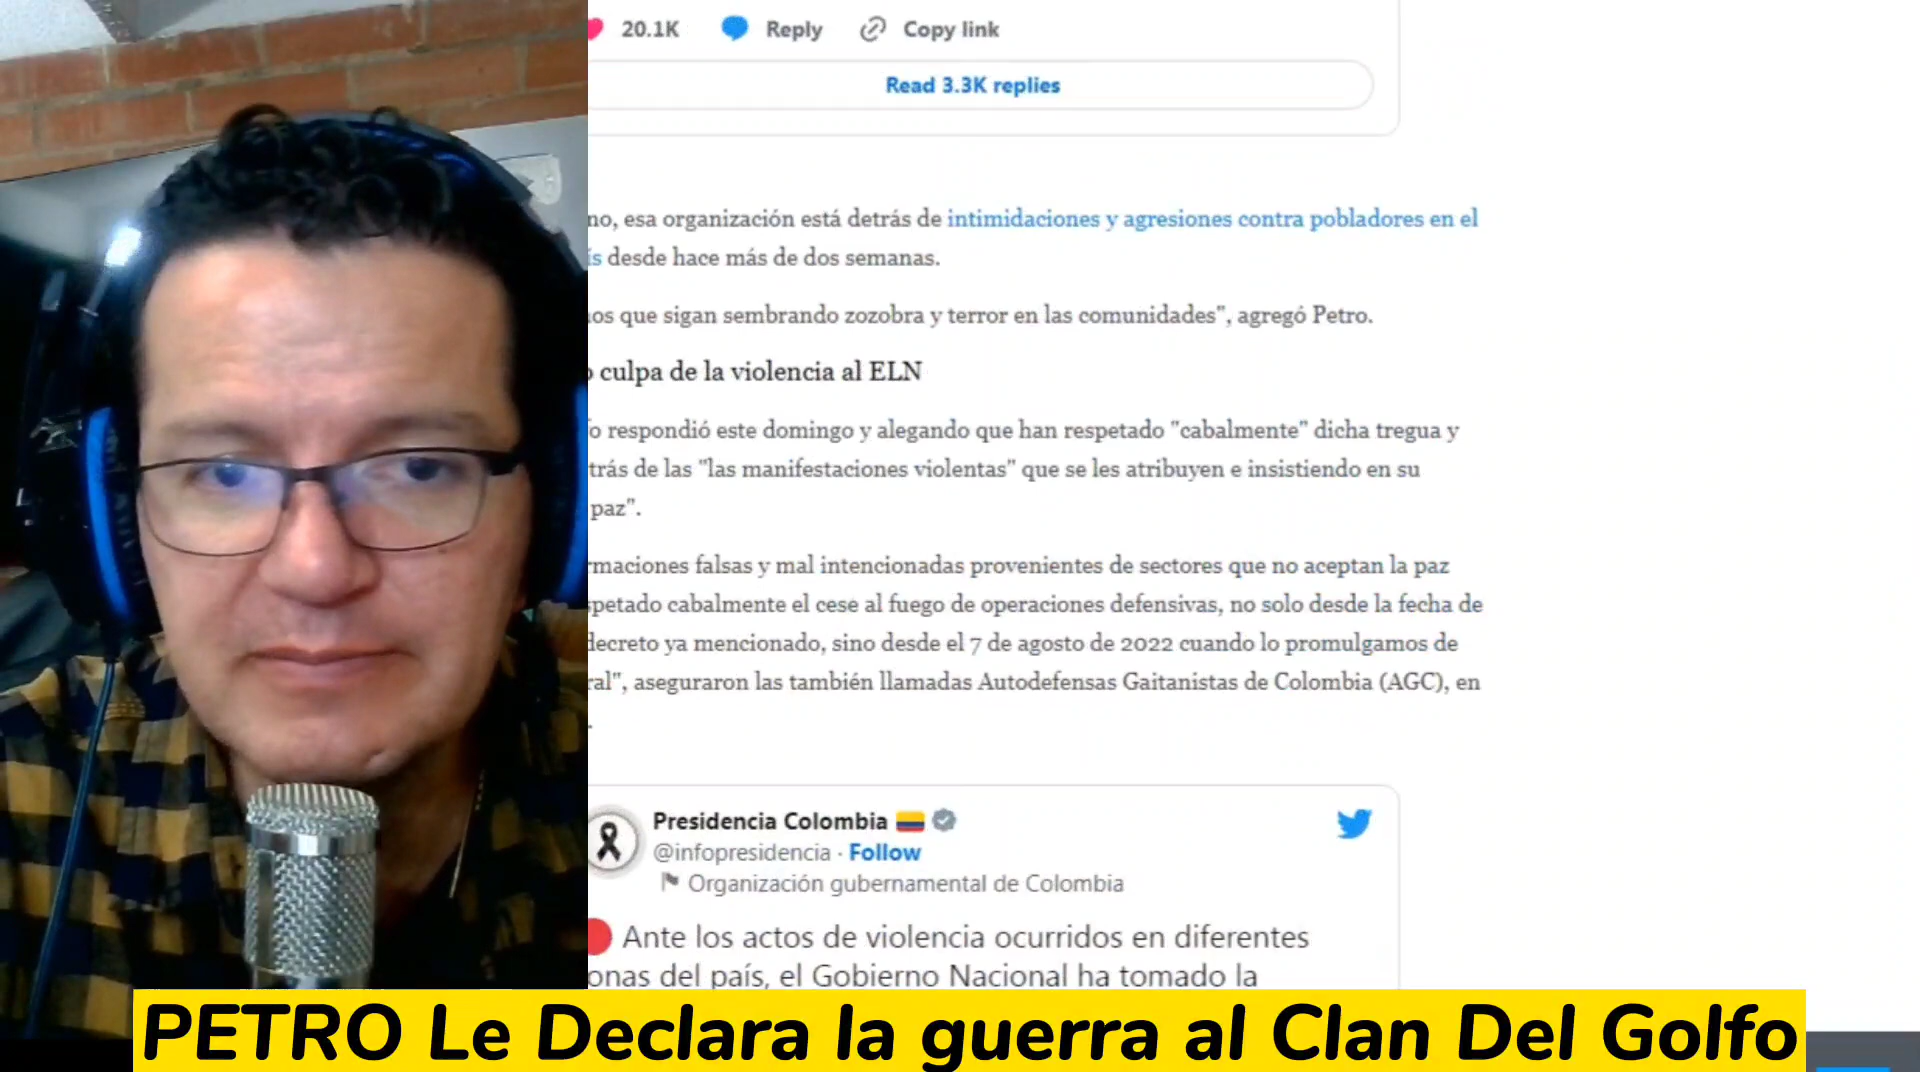 20.1K Reply Copy link
Read 3.3K replies
no, esa organización está detrás de intimidaciones y agresiones contra pobladores en el
ís desde hace más de dos semanas.
os que sigan sembrando zozobra y terror en las comunidades", agregó Petro.
culpa de la violencia al ELN
o respondió este domingo y alegando que han respetado "cabalmente" dicha tregua y
trás de las "las manifestaciones violentas" que se les atribuyen e insistiendo en su
paz".
rmaciones falsas y mal intencionadas provenientes de sectores que no aceptan la paz
spetado cabalmente el cese al fuego de operaciones defensivas, no solo desde la fecha de
decreto ya mencionado, sino desde el 7 de agosto de 2022 cuando lo promulgamos de
ral", aseguraron las también llamadas Autodefensas Gaitanistas de Colombia (AGC), en
Presidencia Colombia
@infopresidencia · Follow
Organización gubernamental de Colombia
Ante los actos de violencia ocurridos en diferentes
onas del país, el Gobierno Nacional ha tomado la
PETRO Le Declara la guerra al Clan Del Golfo